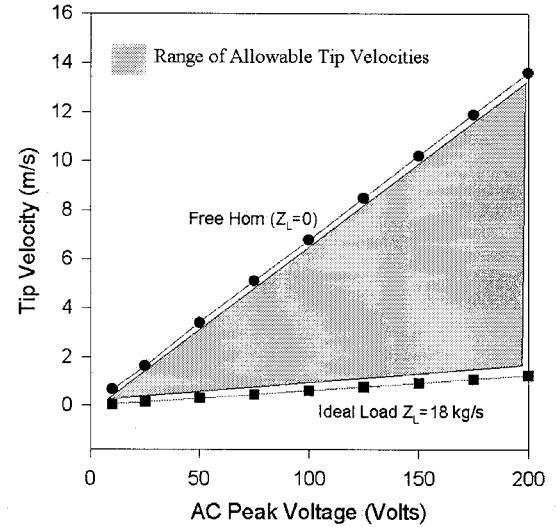 16
14
12
10
8
6
4
2
0
Tip Velocity (m/s)
Range of Allowable Tip Velocities
Free Horn (Z_L=0)
Ideal Load Z_L=18 kg/s
0 50 100 150 200
AC Peak Voltage (Volts)